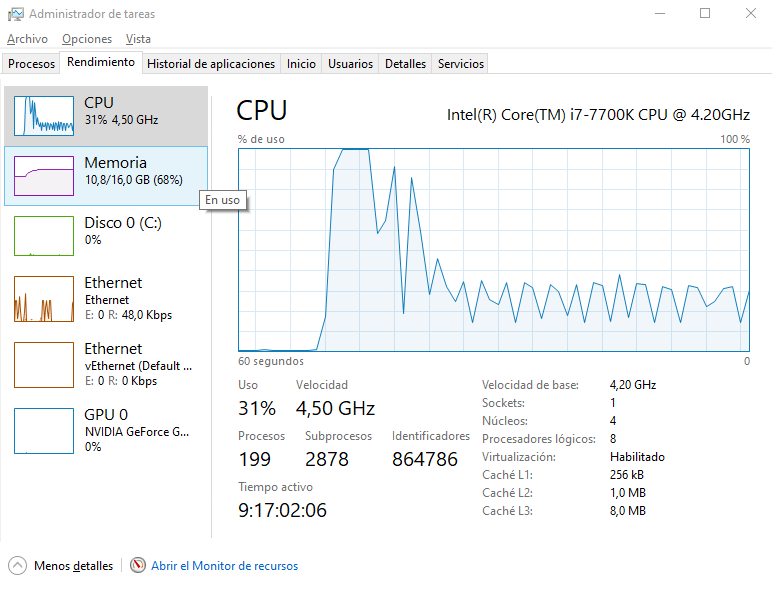 Administrador de tareas
Archivo Opciones Vista
Procesos Rendimiento Historial de aplicaciones Inicio Usuarios Detalles Servicios
CPU
31% 4,50 GHz
Memoria
10,8/16,0 GB (68%)
En uso
Disco 0 (C:)
0%
Ethernet
Ethernet
E: 0 R: 48,0 Kbps
Ethernet
vEthernet (Default ...
E: 0 R: 0 Kbps
GPU 0
NVIDIA GeForce G...
0%
CPU
Intel(R) Core(TM) i7-7700K CPU @ 4.20GHz
% de uso 100 %
60 segundos 0
Uso Velocidad
31% 4,50 GHz
Procesos Subprocesos Identificadores
199 2878 864786
Tiempo activo
9:17:02:06
Velocidad de base: 4,20 GHz
Sockets: 1
Núcleos: 4
Procesadores lógicos: 8
Virtualización: Habilitado
Caché L1: 256 kB
Caché L2: 1,0 MB
Caché L3: 8,0 MB
Menos detalles Abrir el Monitor de recursos